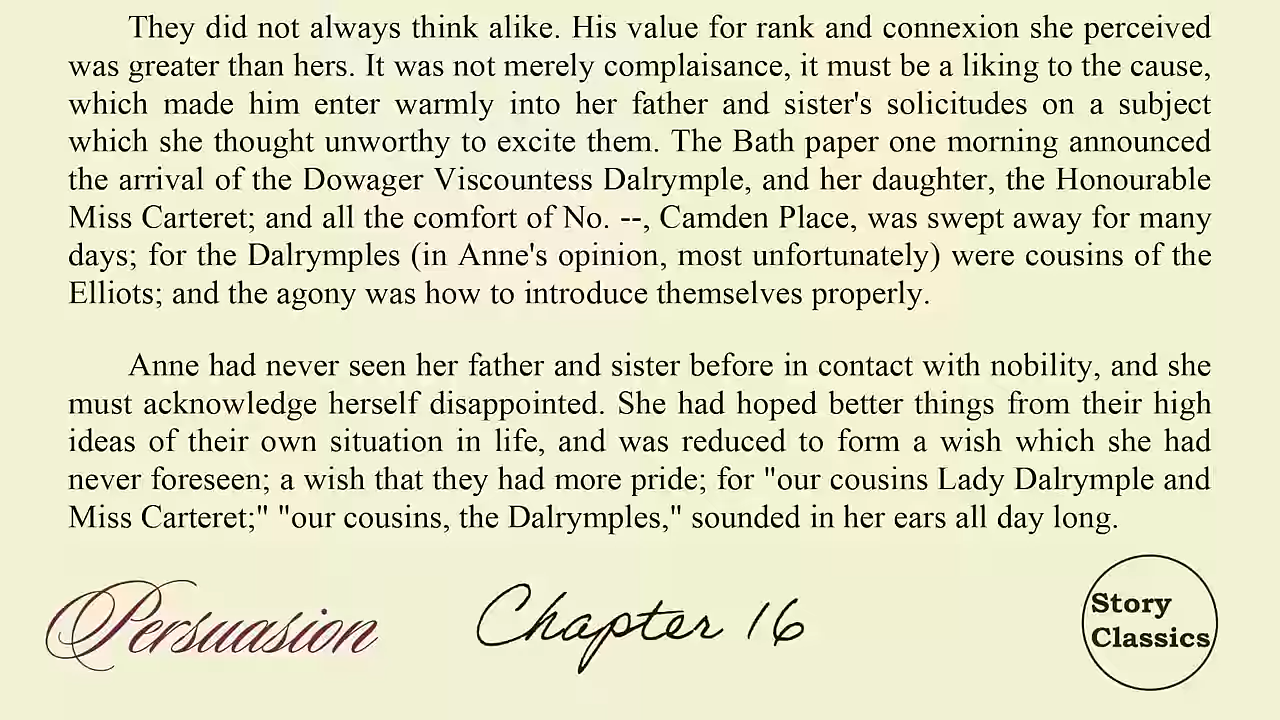 They did not always think alike. His value for rank and connexion she perceived
was greater than hers. It was not merely complaisance, it must be a liking to the cause,
which made him enter warmly into her father and sister's solicitudes on a subject
which she thought unworthy to excite them. The Bath paper one morning announced
the arrival of the Dowager Viscountess Dalrymple, and her daughter, the Honourable
Miss Carteret; and all the comfort of No. --, Camden Place, was swept away for many
days; for the Dalrymples (in Anne's opinion, most unfortunately) were cousins of the
Elliots; and the agony was how to introduce themselves properly.
Anne had never seen her father and sister before in contact with nobility, and she
must acknowledge herself disappointed. She had hoped better things from their high
ideas of their own situation in life, and was reduced to form a wish which she had
never foreseen; a wish that they had more pride; for "our cousins Lady Dalrymple and
Miss Carteret;" "our cousins, the Dalrymples," sounded in her ears all day long.
Persuasion
Chapter 16
Story
Classics